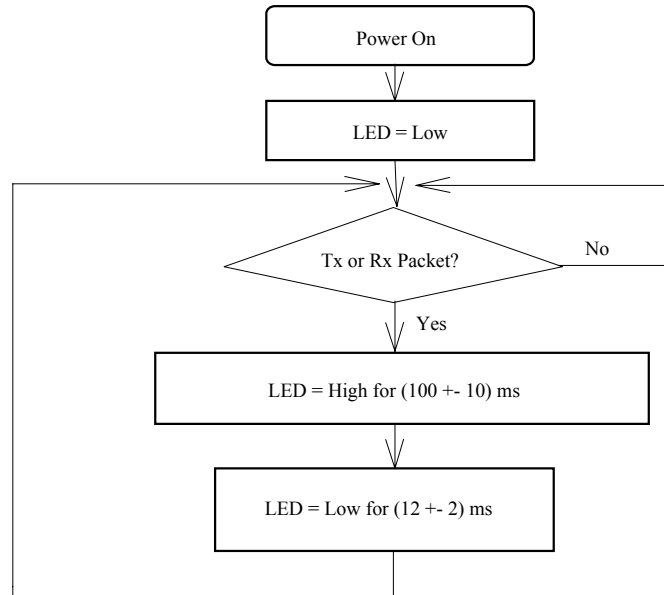 Power On
LED = Low
Tx or Rx Packet?
No
Yes
LED = High for (100 +- 10) ms
LED = Low for (12 +- 2) ms